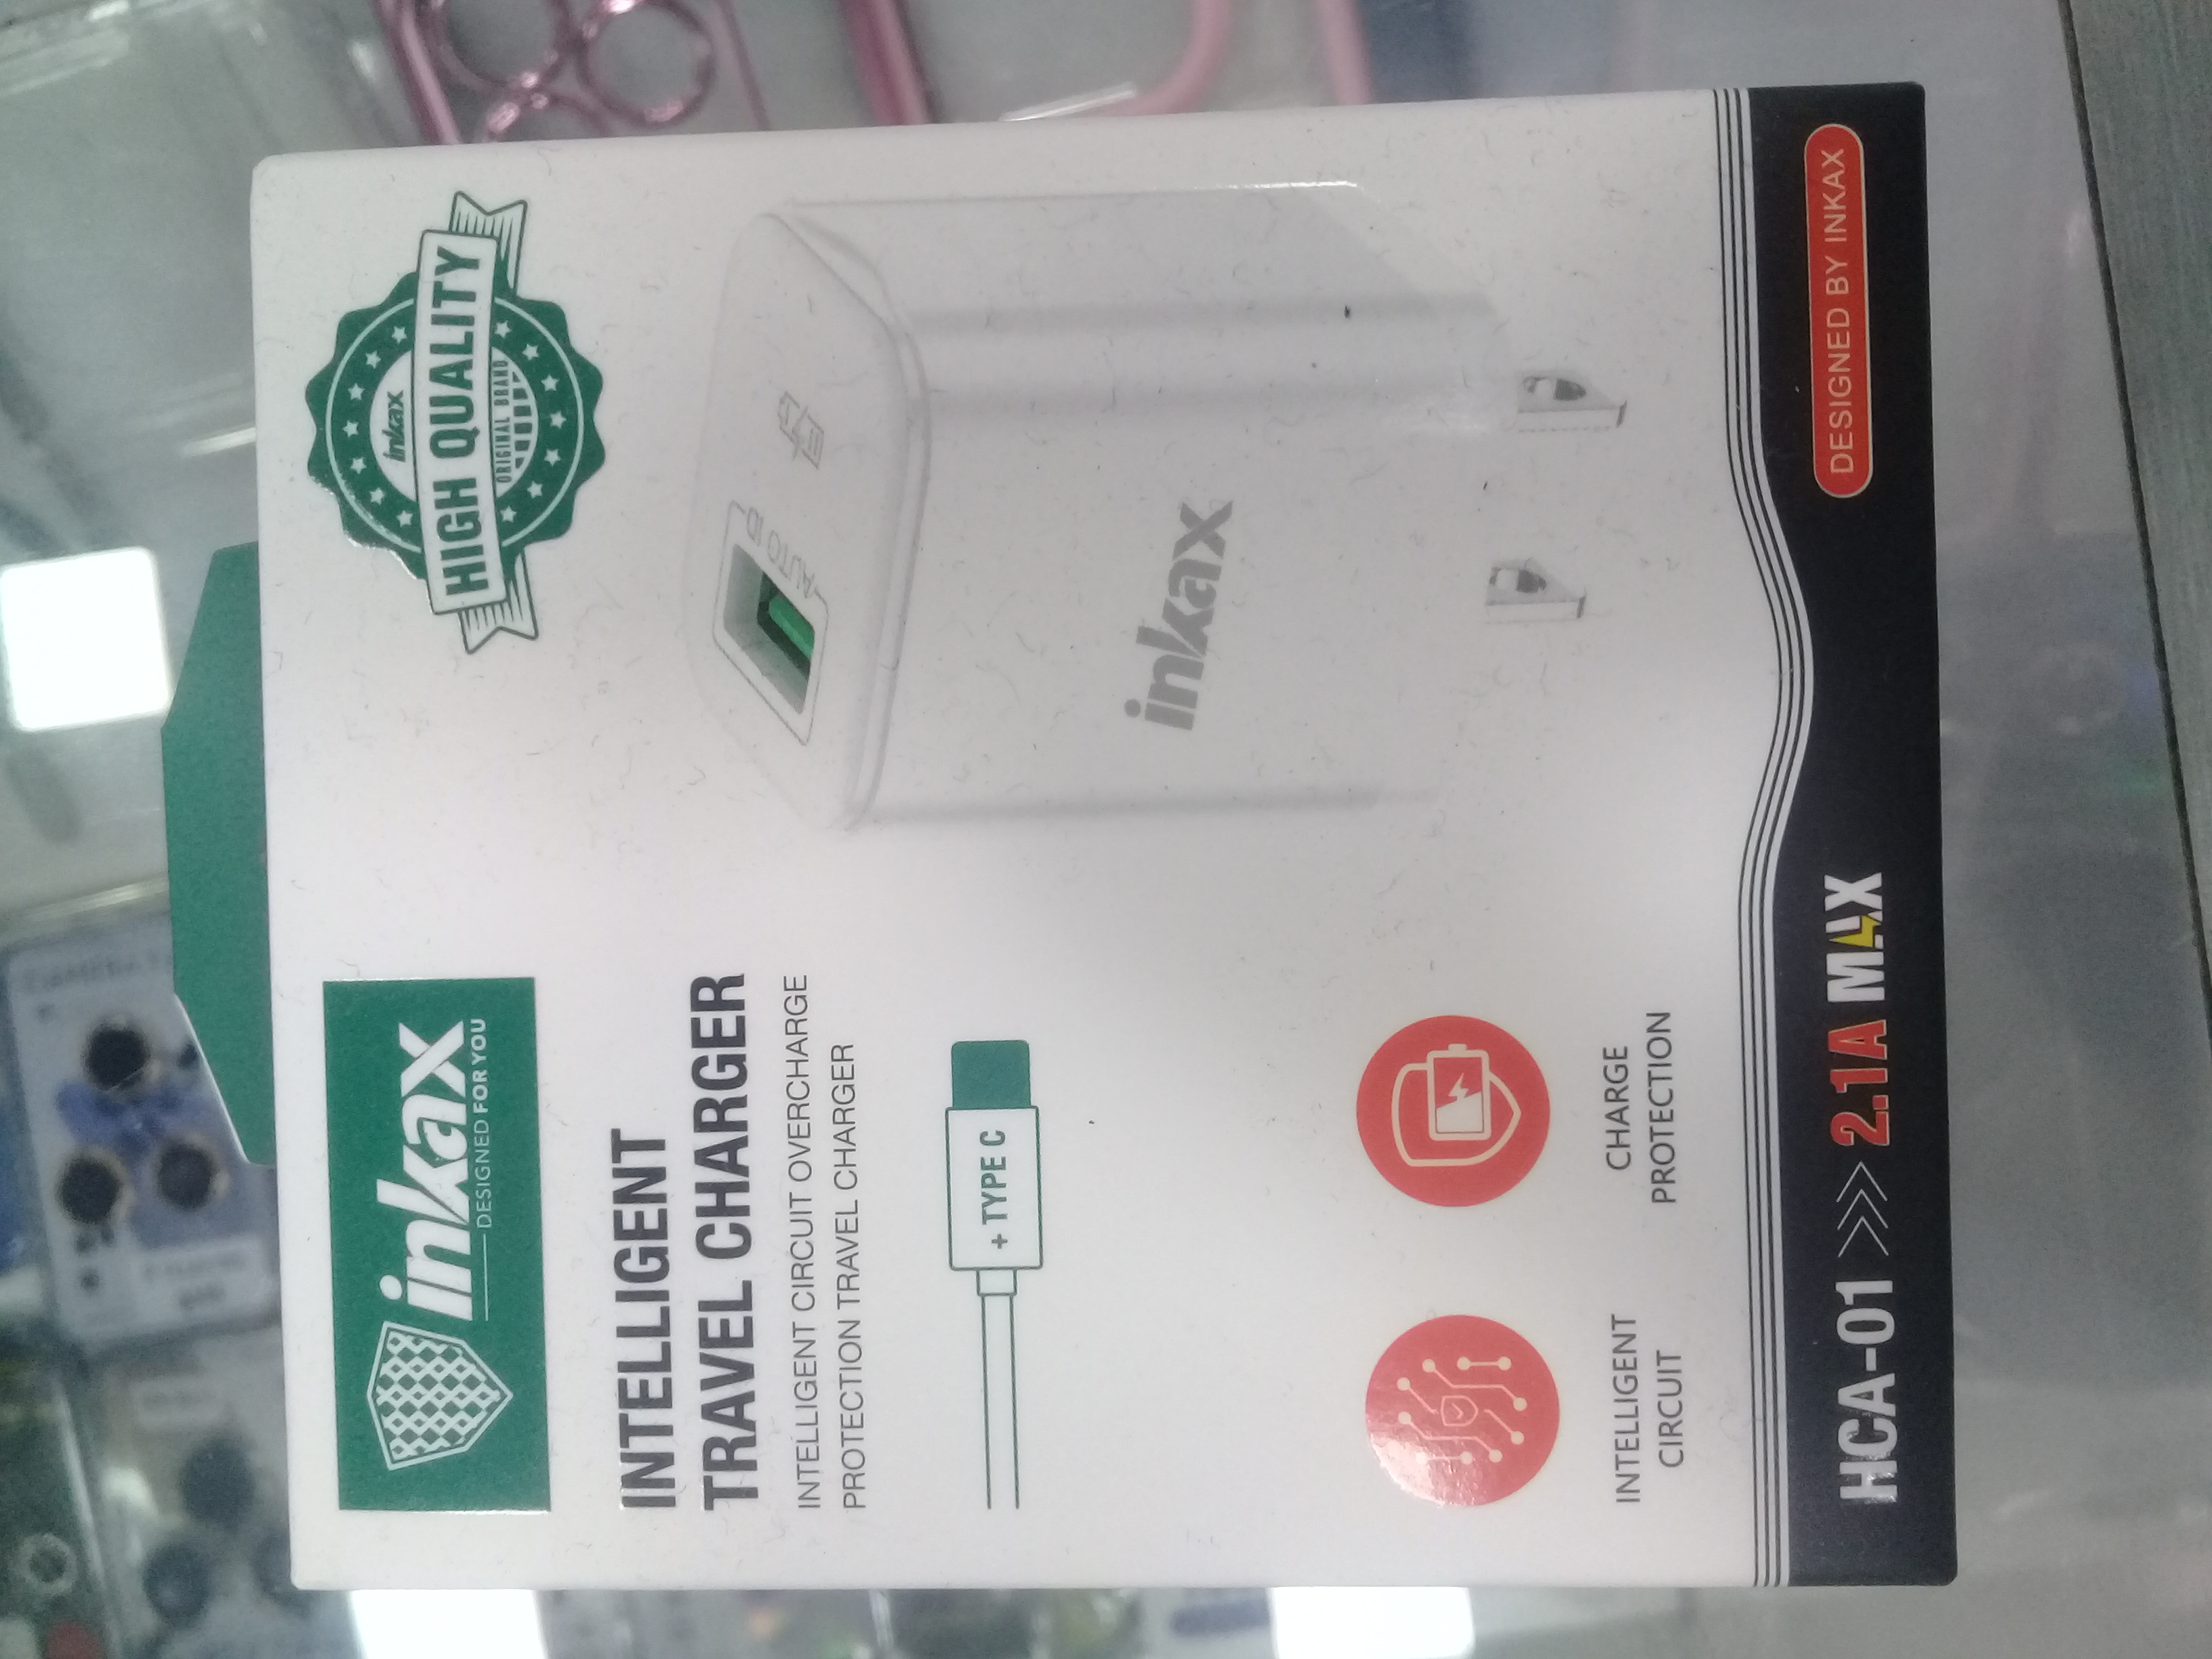 inkax
DESIGNED FOR YOU
inkax
HIGH QUALITY
ORIGINAL BRAND
INTELLIGENT
TRAVEL CHARGER
INTELLIGENT CIRCUIT OVERCHARGE
PROTECTION TRAVEL CHARGER
AUTO ID
+ TYPE C
inkax
INTELLIGENT
CIRCUIT
CHARGE
PROTECTION
HCA-01 >>> 2.1A MAX
DESIGNED BY INKAX